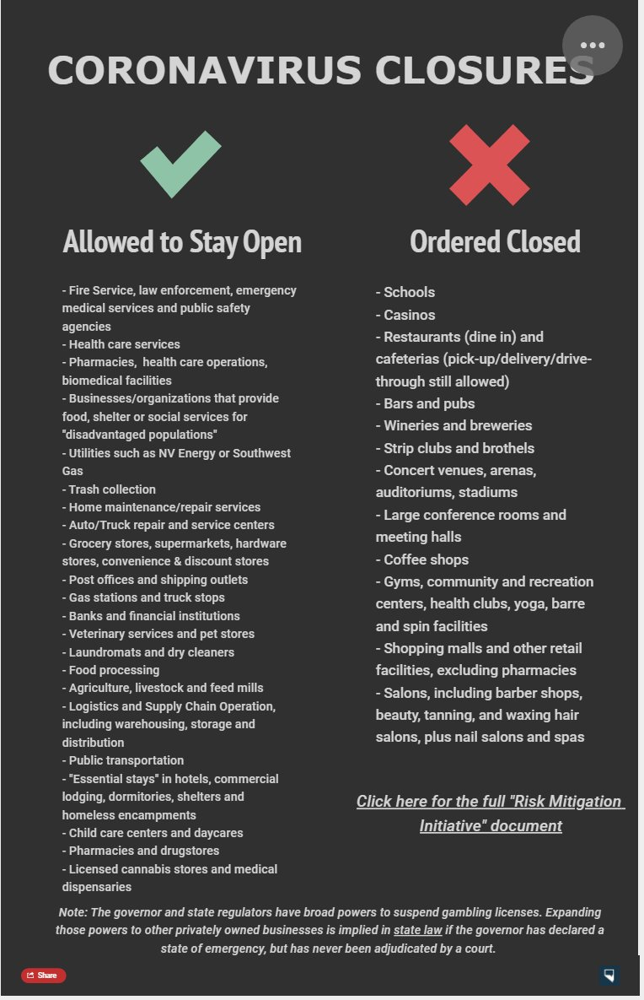 CORONAVIRUS CLOSURES
Allowed to Stay Open
- Fire Service, law enforcement, emergency
medical services and public safety
agencies
- Health care services
- Pharmacies,  health care operations,
biomedical facilities
- Businesses/organizations that provide
food, shelter or social services for
"disadvantaged populations"
- Utilities such as NV Energy or Southwest
Gas
- Trash collection
- Home maintenance/repair services
- Auto/Truck repair and service centers
- Grocery stores, supermarkets, hardware
stores, convenience & discount stores
- Post offices and shipping outlets
- Gas stations and truck stops
- Banks and financial institutions
- Veterinary services and pet stores
- Laundromats and dry cleaners
- Food processing
- Agriculture, livestock and feed mills
- Logistics and Supply Chain Operation,
including warehousing, storage and
distribution
- Public transportation
- "Essential stays" in hotels, commercial
lodging, dormitories, shelters and
homeless encampments
- Child care centers and daycares
- Pharmacies and drugstores
- Licensed cannabis stores and medical
dispensaries
Ordered Closed
- Schools
- Casinos
- Restaurants (dine in) and
cafeterias (pick-up/delivery/drive-
through still allowed)
- Bars and pubs
- Wineries and breweries
- Strip clubs and brothels
- Concert venues, arenas,
auditoriums, stadiums
- Large conference rooms and
meeting halls
- Coffee shops
- Gyms, community and recreation
centers, health clubs, yoga, barre
and spin facilities
- Shopping malls and other retail
facilities, excluding pharmacies
- Salons, including barber shops,
beauty, tanning, and waxing hair
salons, plus nail salons and spas
Click here for the full "Risk Mitigation
Initiative" document
Note: The governor and state regulators have broad powers to suspend gambling licenses. Expanding
those powers to other privately owned businesses is implied in state law if the governor has declared a
state of emergency, but has never been adjudicated by a court.
Share